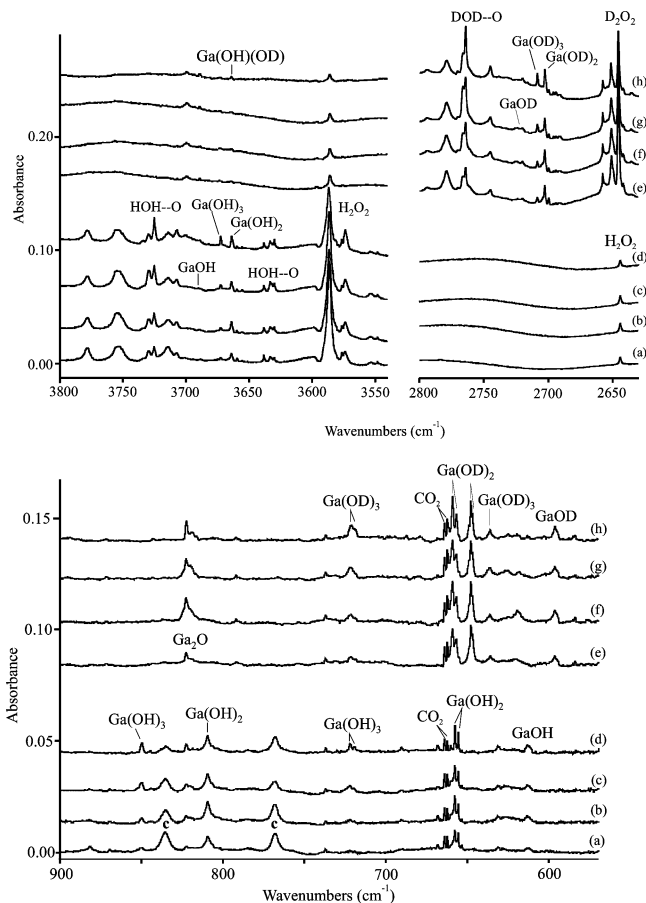 DOD--O
D2O2
Ga(OH)(OD)
Ga(OD)3
Ga(OD)2
(h)
GaOD
(g)
(f)
(e)
0.20
Absorbance
HOH--O
Ga(OH)3
Ga(OH)2
H2O2
0.10
GaOH
HOH--O
H2O2
(d)
(c)
(b)
(a)
0.00
3800
3750
3700
3650
3600
3550
2800
2750
2700
2650
Wavenumbers (cm-1)
Ga(OD)2
CO2
Ga(OD)3
Ga(OD)3
GaOD
0.15
(h)
(g)
(f)
0.10
Ga2O
(e)
Absorbance
Ga(OH)3
Ga(OH)2
Ga(OH)3
CO2
Ga(OH)2
GaOH
0.05
(d)
(c)
c
c
(b)
0.00
(a)
900
800
700
600
Wavenumbers (cm-1)